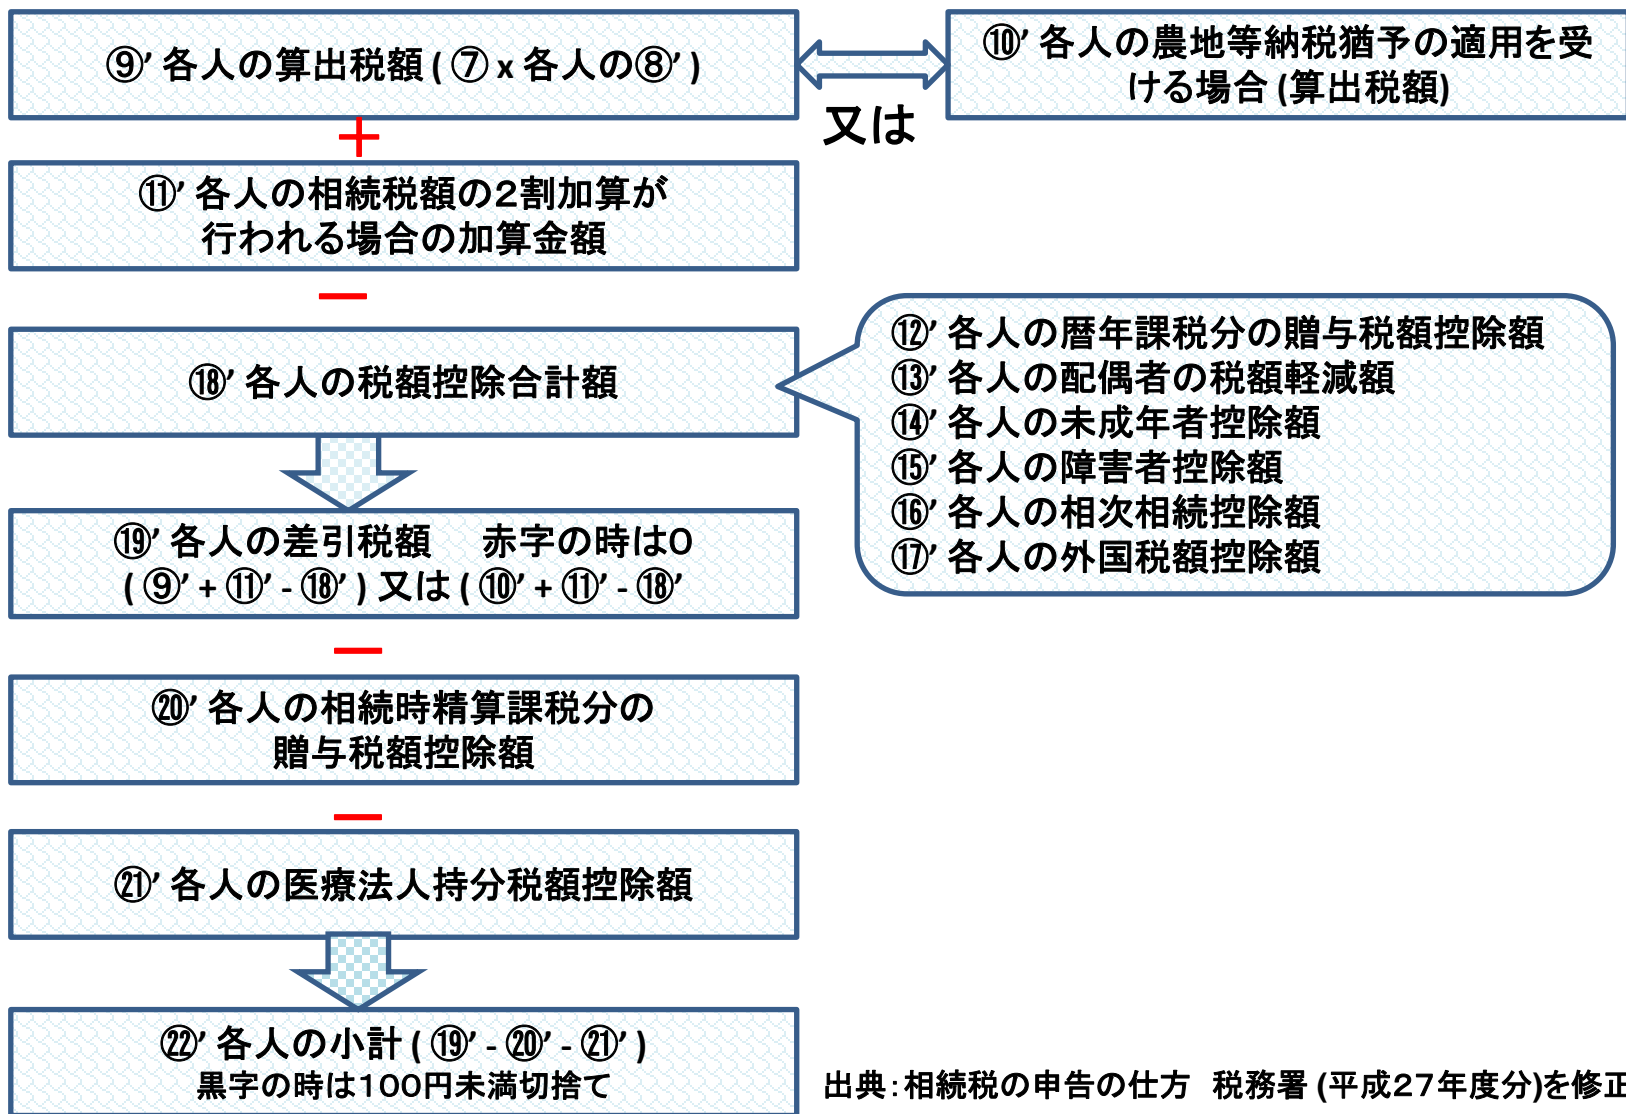 ⑨’ 各人の算出税額 ( ⑦ x 各人の⑧’ )
⑩’ 各人の農地等納税猶予の適用を受
ける場合 (算出税額)
又は
+
⑪’ 各人の相続税額の2割加算が
行われる場合の加算金額
―
⑱’ 各人の税額控除合計額
⑫’ 各人の暦年課税分の贈与税額控除額
⑬’ 各人の配偶者の税額軽減額
⑭’ 各人の未成年者控除額
⑮’ 各人の障害者控除額
⑯’ 各人の相次相続控除額
⑰’ 各人の外国税額控除額
⑲’ 各人の差引税額　赤字の時は0
( ⑨’ + ⑪’ - ⑱’ ) 又は ( ⑩’ + ⑪’ - ⑱’
―
⑳’ 各人の相続時精算課税分の
贈与税額控除額
―
㉑’ 各人の医療法人持分税額控除額
㉒’ 各人の小計 ( ⑲’ - ⑳’ - ㉑’ )
黒字の時は100円未満切捨て
出典：相続税の申告の仕方　税務署 (平成27年度分)を修正